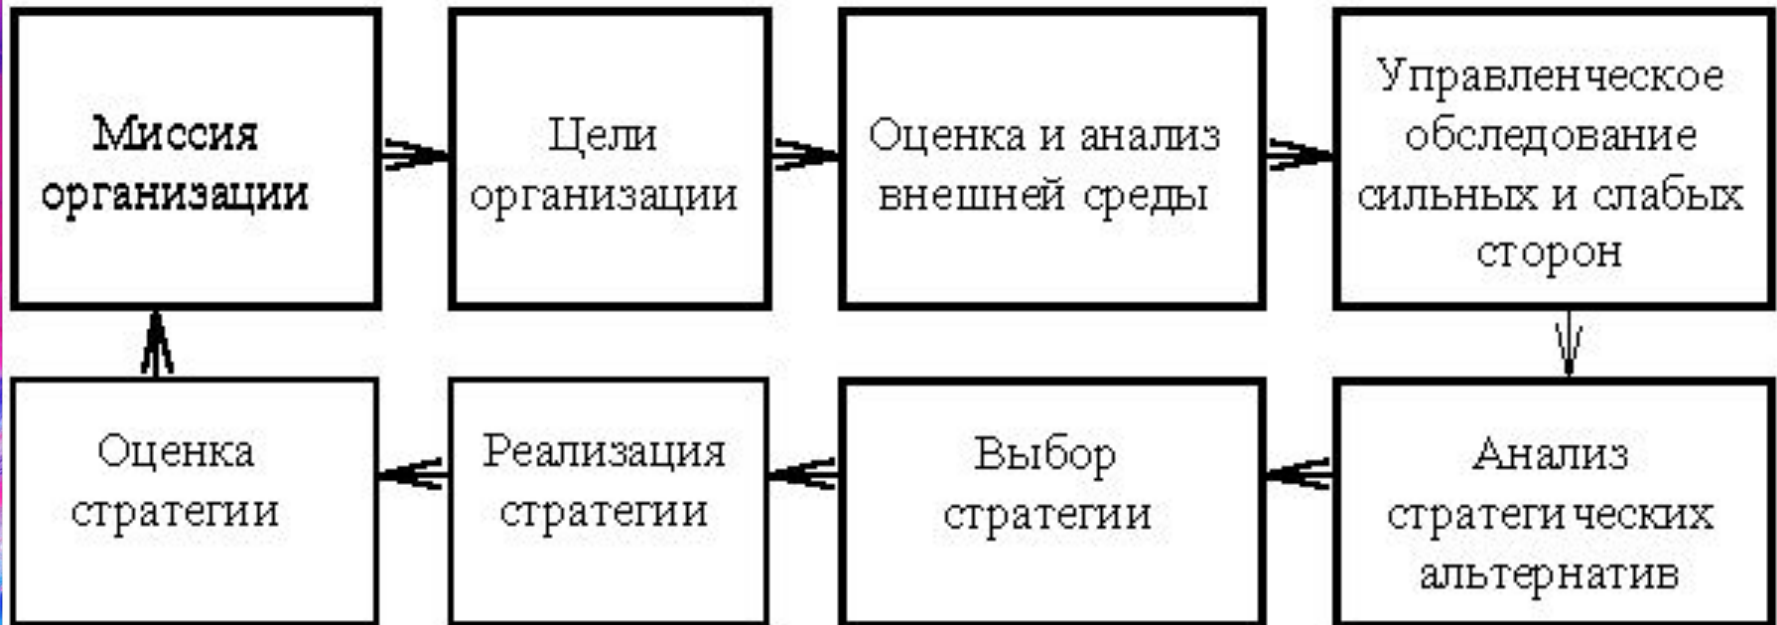 Миссия
организации
Цели
организации
Оценка и анализ
внешней среды
Управленческое
обследование
сильных и слабых
сторон
Оценка
стратегии
Реализация
стратегии
Выбор
стратегии
Анализ
стратегических
альтернатив